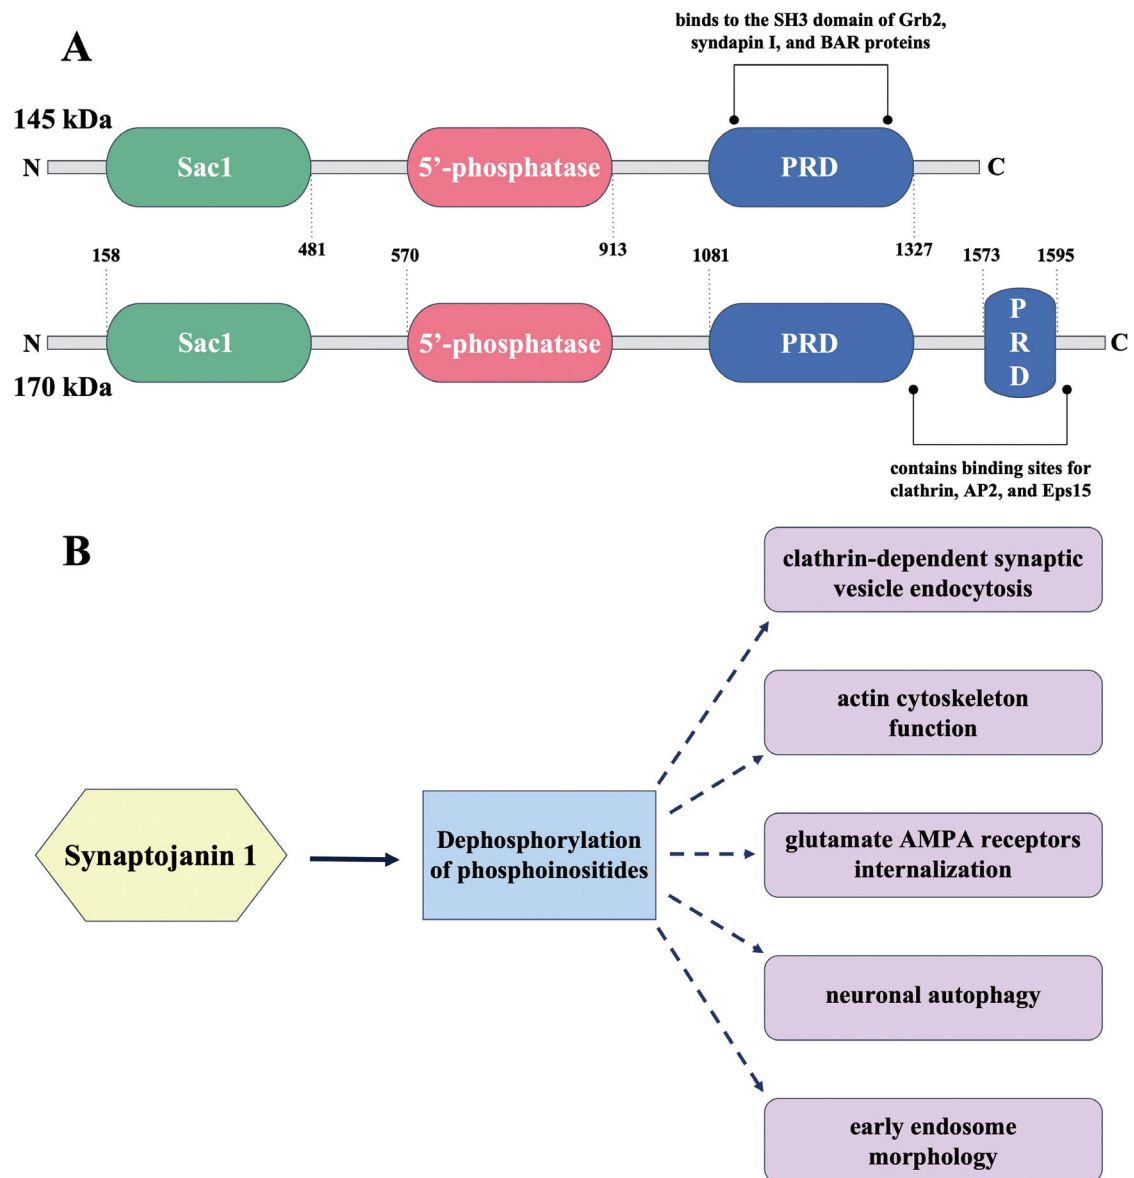 A
binds to the SH3 domain of Grb2,
syndapin I, and BAR proteins
145 kDa
N
Sac1
5’-phosphatase
PRD
C
481
913
1327
158
570
1081
1573
1595
N
Sac1
5’-phosphatase
PRD
P
R
D
C
170 kDa
contains binding sites for
clathrin, AP2, and Eps15
B
clathrin-dependent synaptic
vesicle endocytosis
actin cytoskeleton
function
Synaptojanin 1
Dephosphorylation
of phosphoinositides
glutamate AMPA receptors
internalization
neuronal autophagy
early endosome
morphology